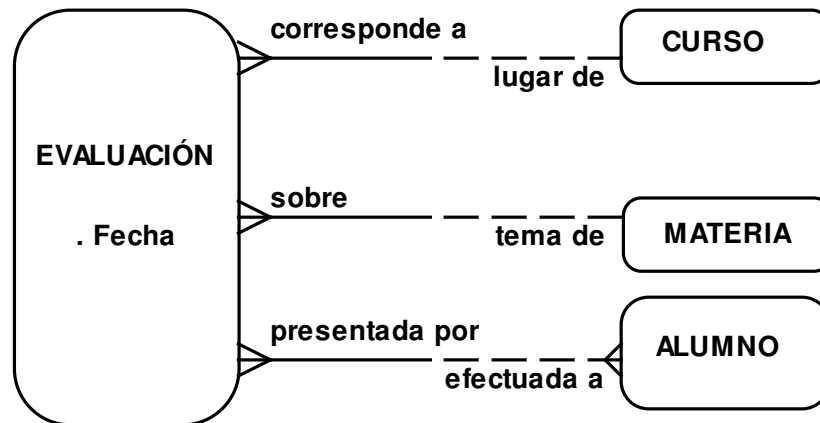 corresponde a
CURSO
lugar de
EVALUACIÓN
. Fecha
sobre
tema de
MATERIA
presentada por
ALUMNO
efectuada a